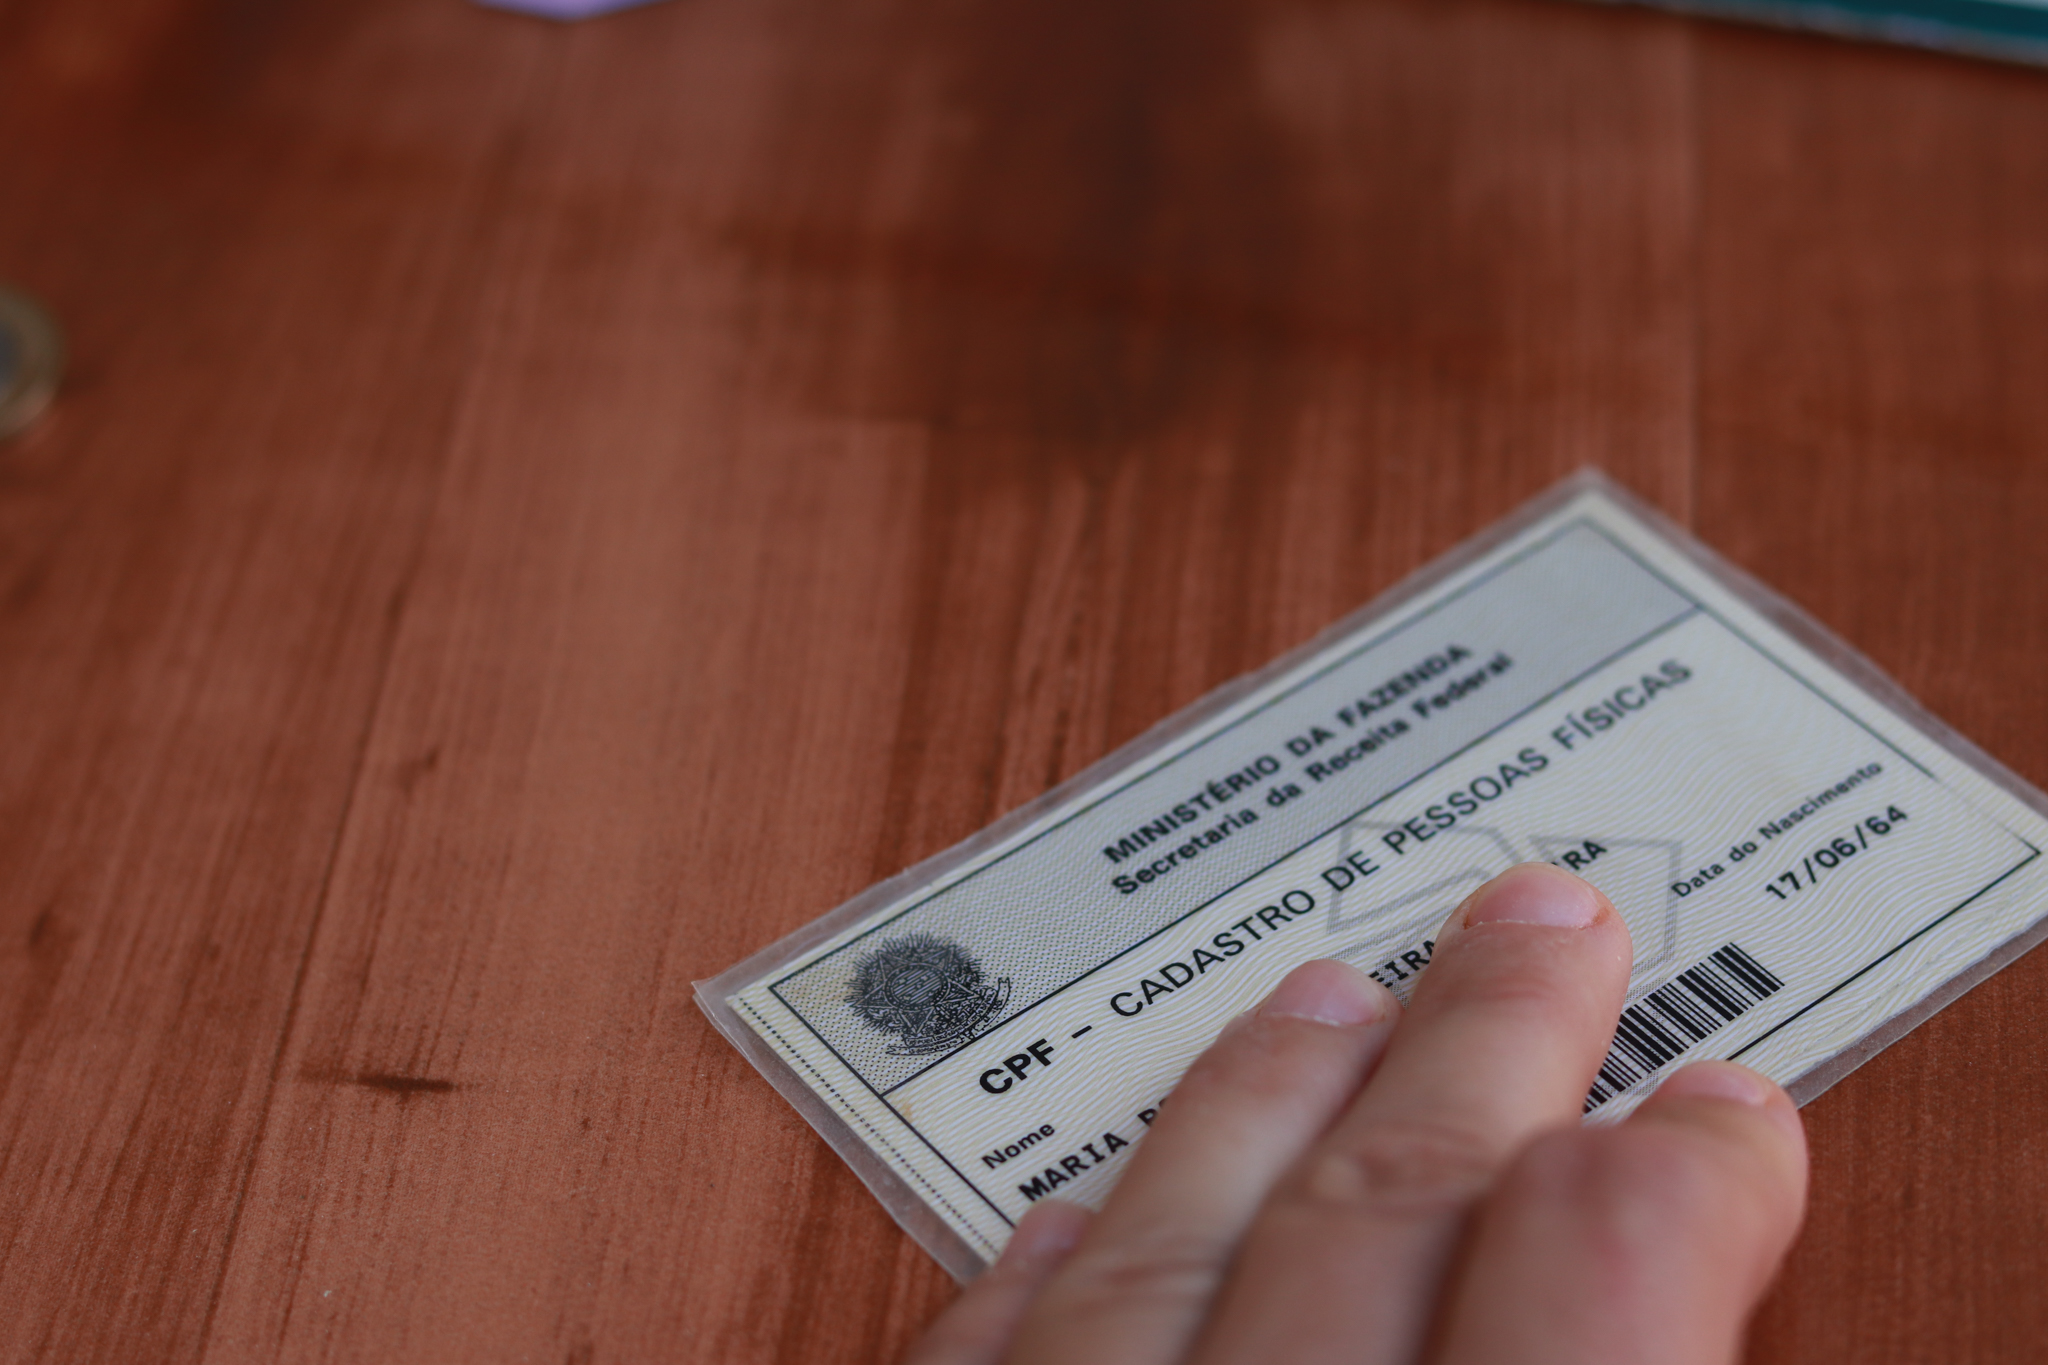 MINISTÉRIO DA FAZENDA
Secretaria da Receita Federal
CPF - CADASTRO DE PESSOAS FÍSICAS
Nome
MARIA
Data do Nascimento
17/06/64